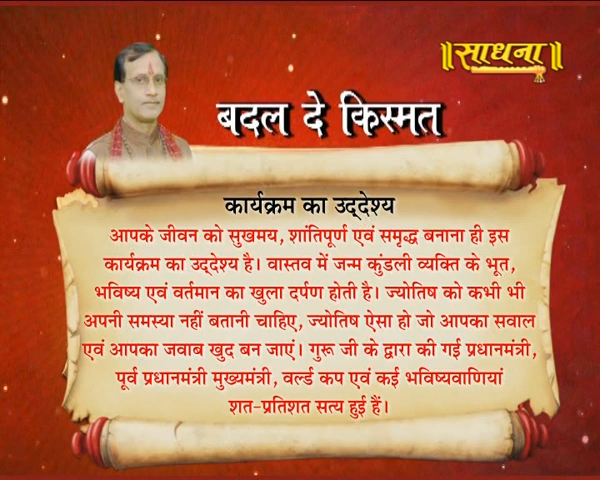 ॥साधना॥
बदल दे किस्मत
कार्यक्रम का उद्देश्य
आपके जीवन को सुखमय, शांतिपूर्ण एवं समृद्ध बनाना ही इस
कार्यक्रम का उद्देश्य है। वास्तव में जन्म कुंडली व्यक्ति के भूत,
भविष्य एवं वर्तमान का खुला दर्पण होती है। ज्योतिष को कभी भी
अपनी समस्या नहीं बतानी चाहिए, ज्योतिष ऐसा हो जो आपका सवाल
एवं आपका जवाब खुद बन जाएं। गुरू जी के द्वारा की गई प्रधानमंत्री,
पूर्व प्रधानमंत्री मुख्यमंत्री, वर्ल्ड कप एवं कई भविष्यवाणियां
शत-प्रतिशत सत्य हुई हैं।